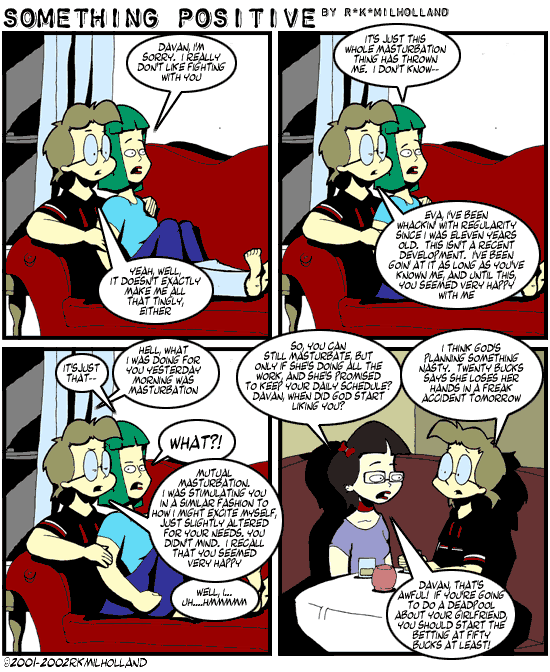 SOMETHING POSITIVE BY R*K*MILHOLLAND
DAVAN, I'M
SORRY. I REALLY
DON'T LIKE FIGHTING
WITH YOU
YEAH, WELL,
IT DOESN'T EXACTLY
MAKE ME ALL
THAT TINGLY,
EITHER
IT'S JUST THIS
WHOLE MASTURBATION
THING HAS THROWN
ME. I DON'T KNOW--
EVA, I'VE BEEN
WHACKIN' WITH REGULARITY
SINCE I WAS ELEVEN YEARS
OLD. THIS ISN'T A RECENT
DEVELOPMENT. I'VE BEEN
GOIN' AT IT AS LONG AS YOU'VE
KNOWN ME, AND UNTIL THIS,
YOU SEEMED VERY HAPPY
WITH ME
IT'S JUST
THAT--
HELL, WHAT
I WAS DOING FOR
YOU YESTERDAY
MORNING WAS
MASTURBATION
WHAT?!
MUTUAL
MASTURBATION.
I WAS STIMULATING YOU
IN A SIMILAR FASHION TO
HOW I MIGHT EXCITE MYSELF,
JUST SLIGHTLY ALTERED
FOR YOUR NEEDS. YOU
DIDN'T MIND. I RECALL
THAT YOU SEEMED
VERY HAPPY
WELL, I...
UH....HMMMMM
SO, YOU CAN
STILL MASTURBATE, BUT
ONLY IF SHE'S DOING ALL THE
WORK, AND SHE'S PROMISED
TO KEEP YOUR DAILY SCHEDULE?
DAVAN, WHEN DID GOD START
LIKING YOU?
I THINK GOD'S
PLANNING SOMETHING
NASTY. TWENTY BUCKS
SAYS SHE LOSES HER
HANDS IN A FREAK
ACCIDENT TOMORROW
DAVAN, THAT'S
AWFUL! IF YOU'RE GOING
TO DO A DEADPOOL
ABOUT YOUR GIRLFRIEND,
YOU SHOULD START THE
BETTING AT FIFTY
BUCKS AT LEAST!
©2001-2002RKMILHOLLAND